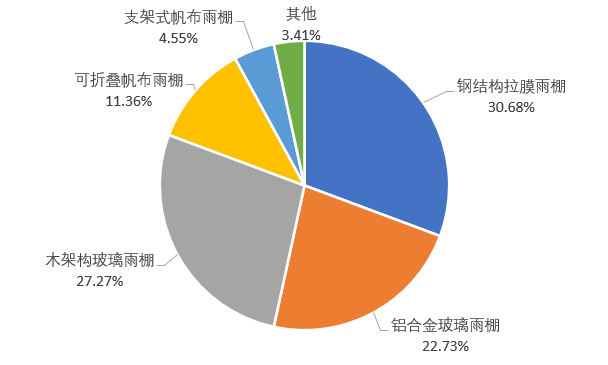 其他
3.41%
支架式帆布雨棚
4.55%
可折叠帆布雨棚
11.36%
钢结构拉膜雨棚
30.68%
木架构玻璃雨棚
27.27%
铝合金玻璃雨棚
22.73%